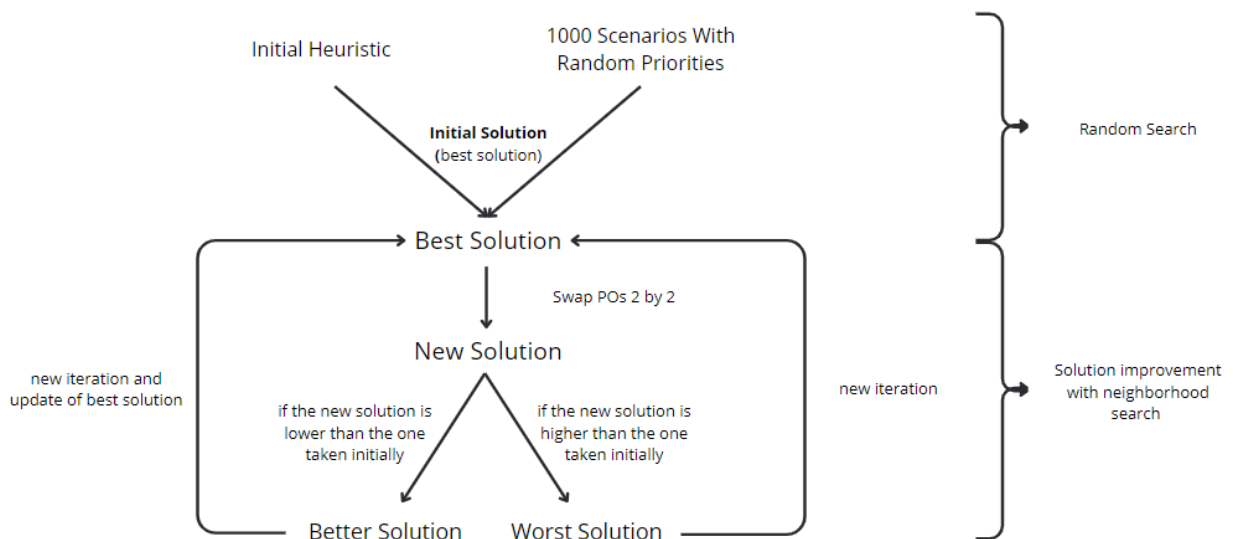 Initial Heuristic
1000 Scenarios With
Random Priorities
Initial Solution
(best solution)
Random Search
Best Solution
Swap POs 2 by 2
New Solution
new iteration and
update of best solution
if the new solution is
lower than the one
taken initially
if the new solution is
higher than the one
taken initially
new iteration
Solution improvement
with neighborhood
search
Better Solution
Worst Solution